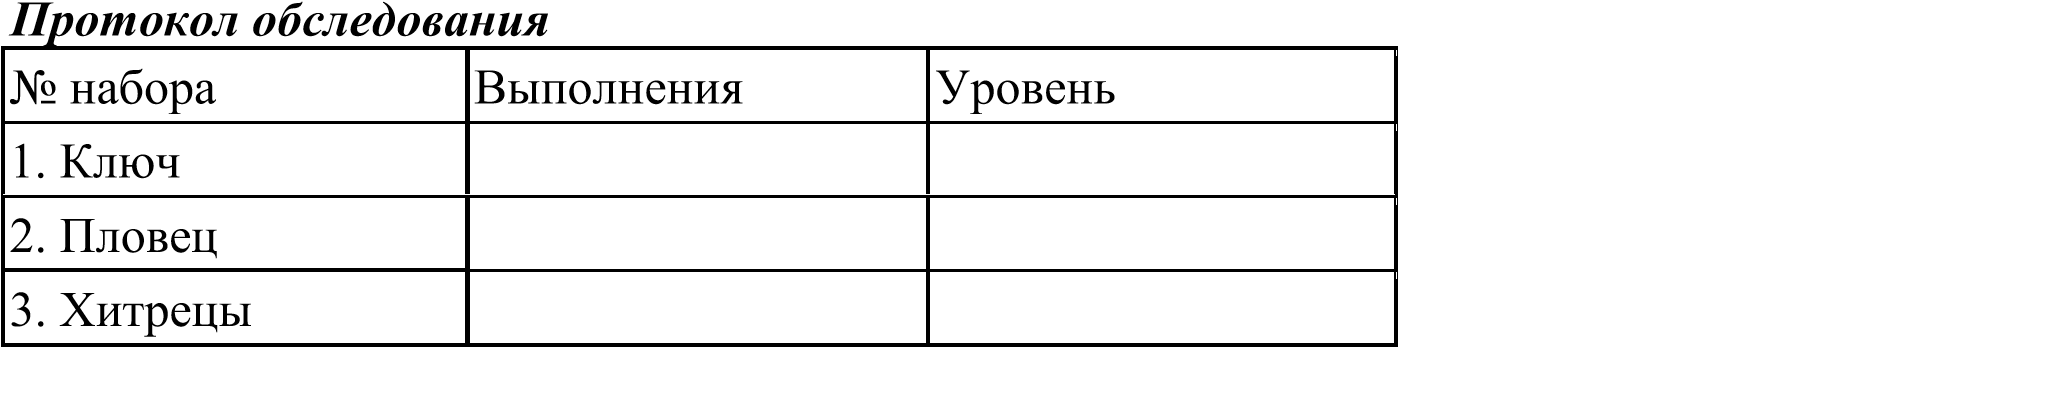 Протокол обследования
№ набора Выполнения Уровень
1. Ключ
2. Пловец
3. Хитрецы